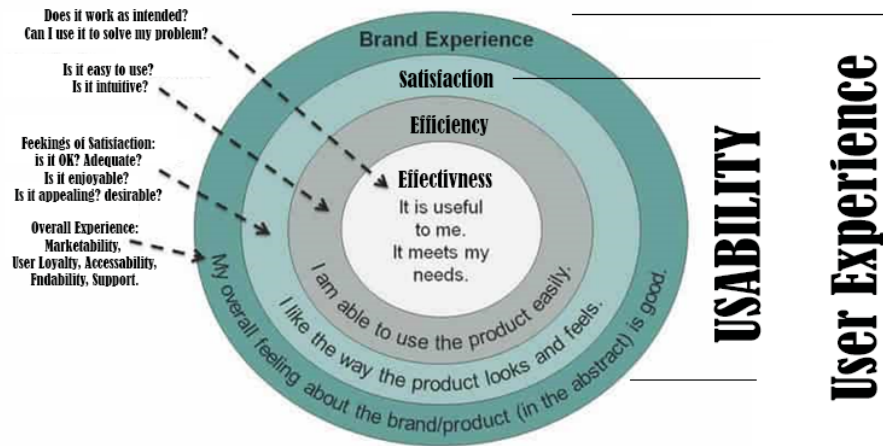 Does it work as intended?
Can I use it to solve my problem?
Is it easy to use?
Is it intuitive?
Feekings of Satisfaction:
is it OK? Adequate?
Is it enjoyable?
Is it appealing? desirable?
Overall Experience:
Marketability,
User Loyalty, Accessability,
Endability, Support.
Brand Experience
Satisfaction
Efficiency
Effectivness
It is useful
to me.
It meets my
needs.
I am able to use the product easily.
I like the way the product looks and feels.
My overall feeling about the brand/product (in the abstract) is good.
USABILITY
User Experience